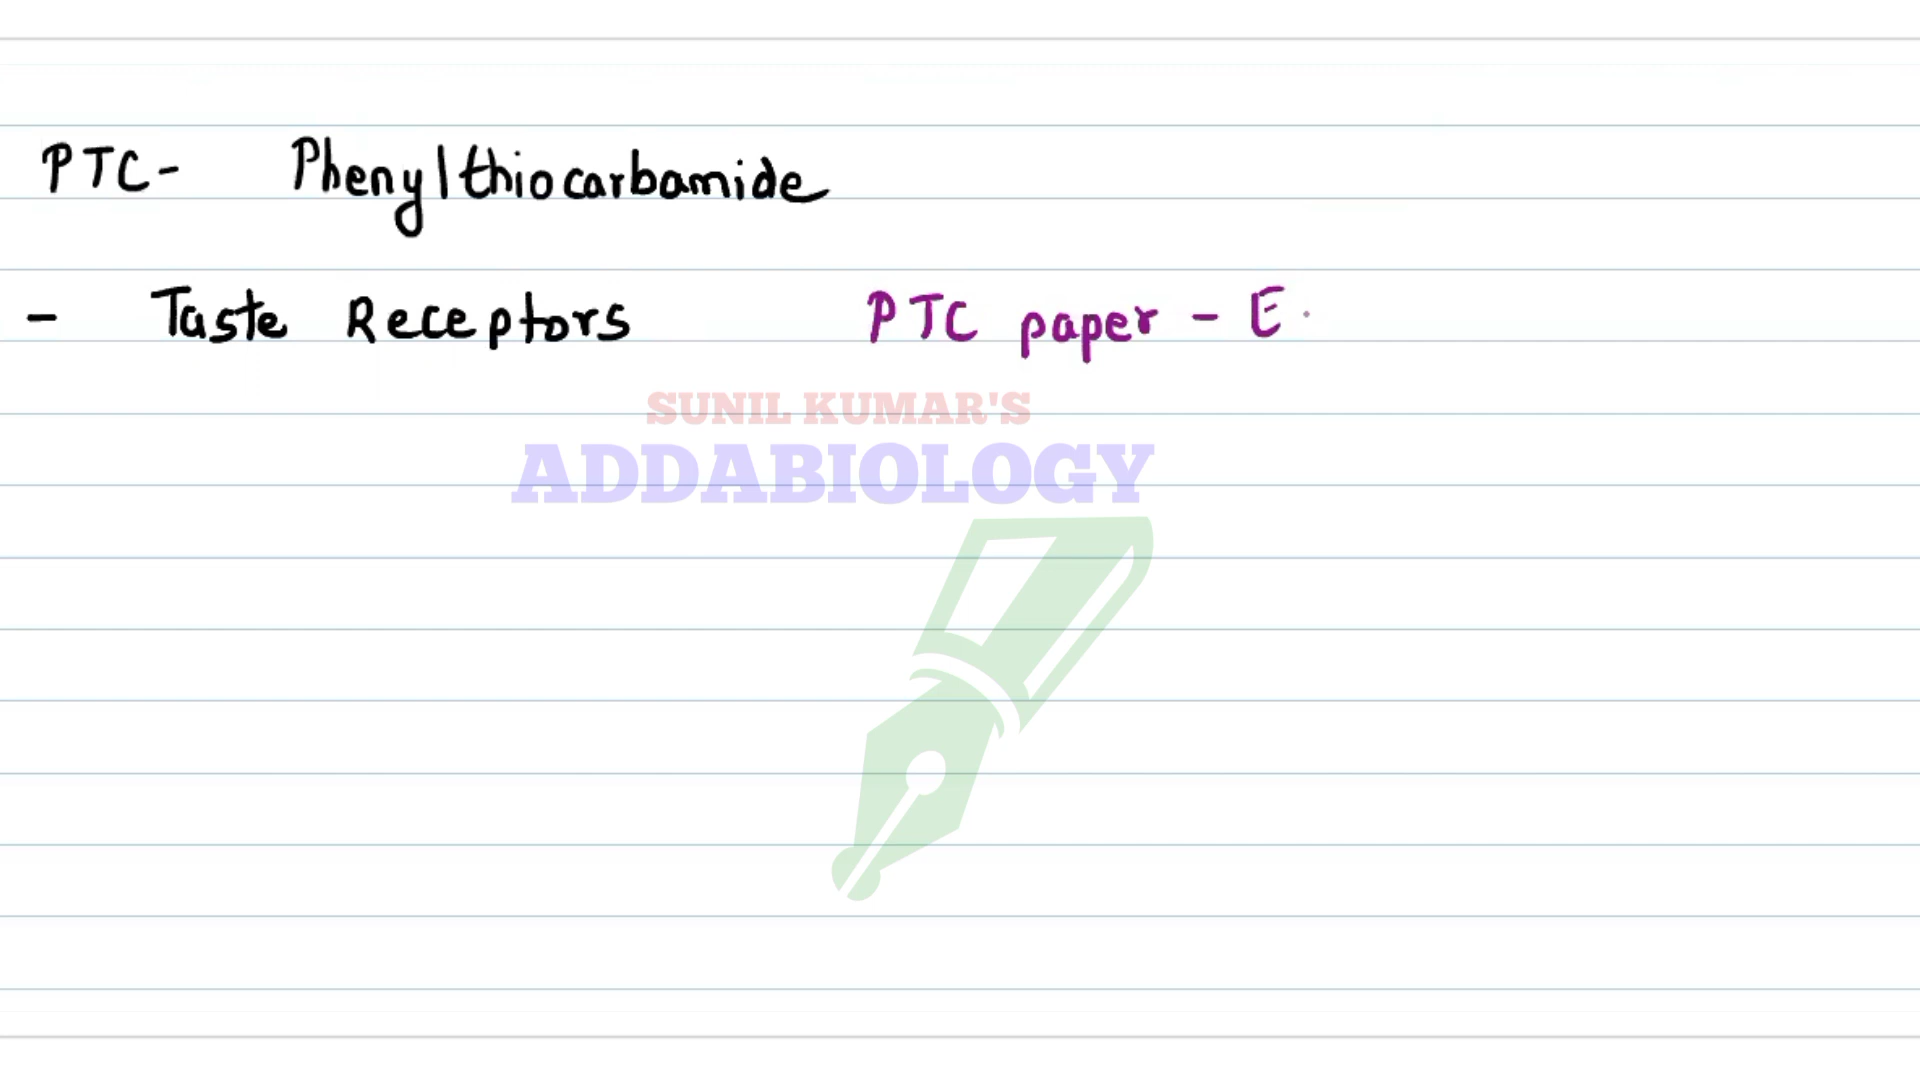 PTC- Phenylthiocarbamide
- Taste Receptors PTC paper - E
SUNIL KUMAR'S
ADDABIOLOGY